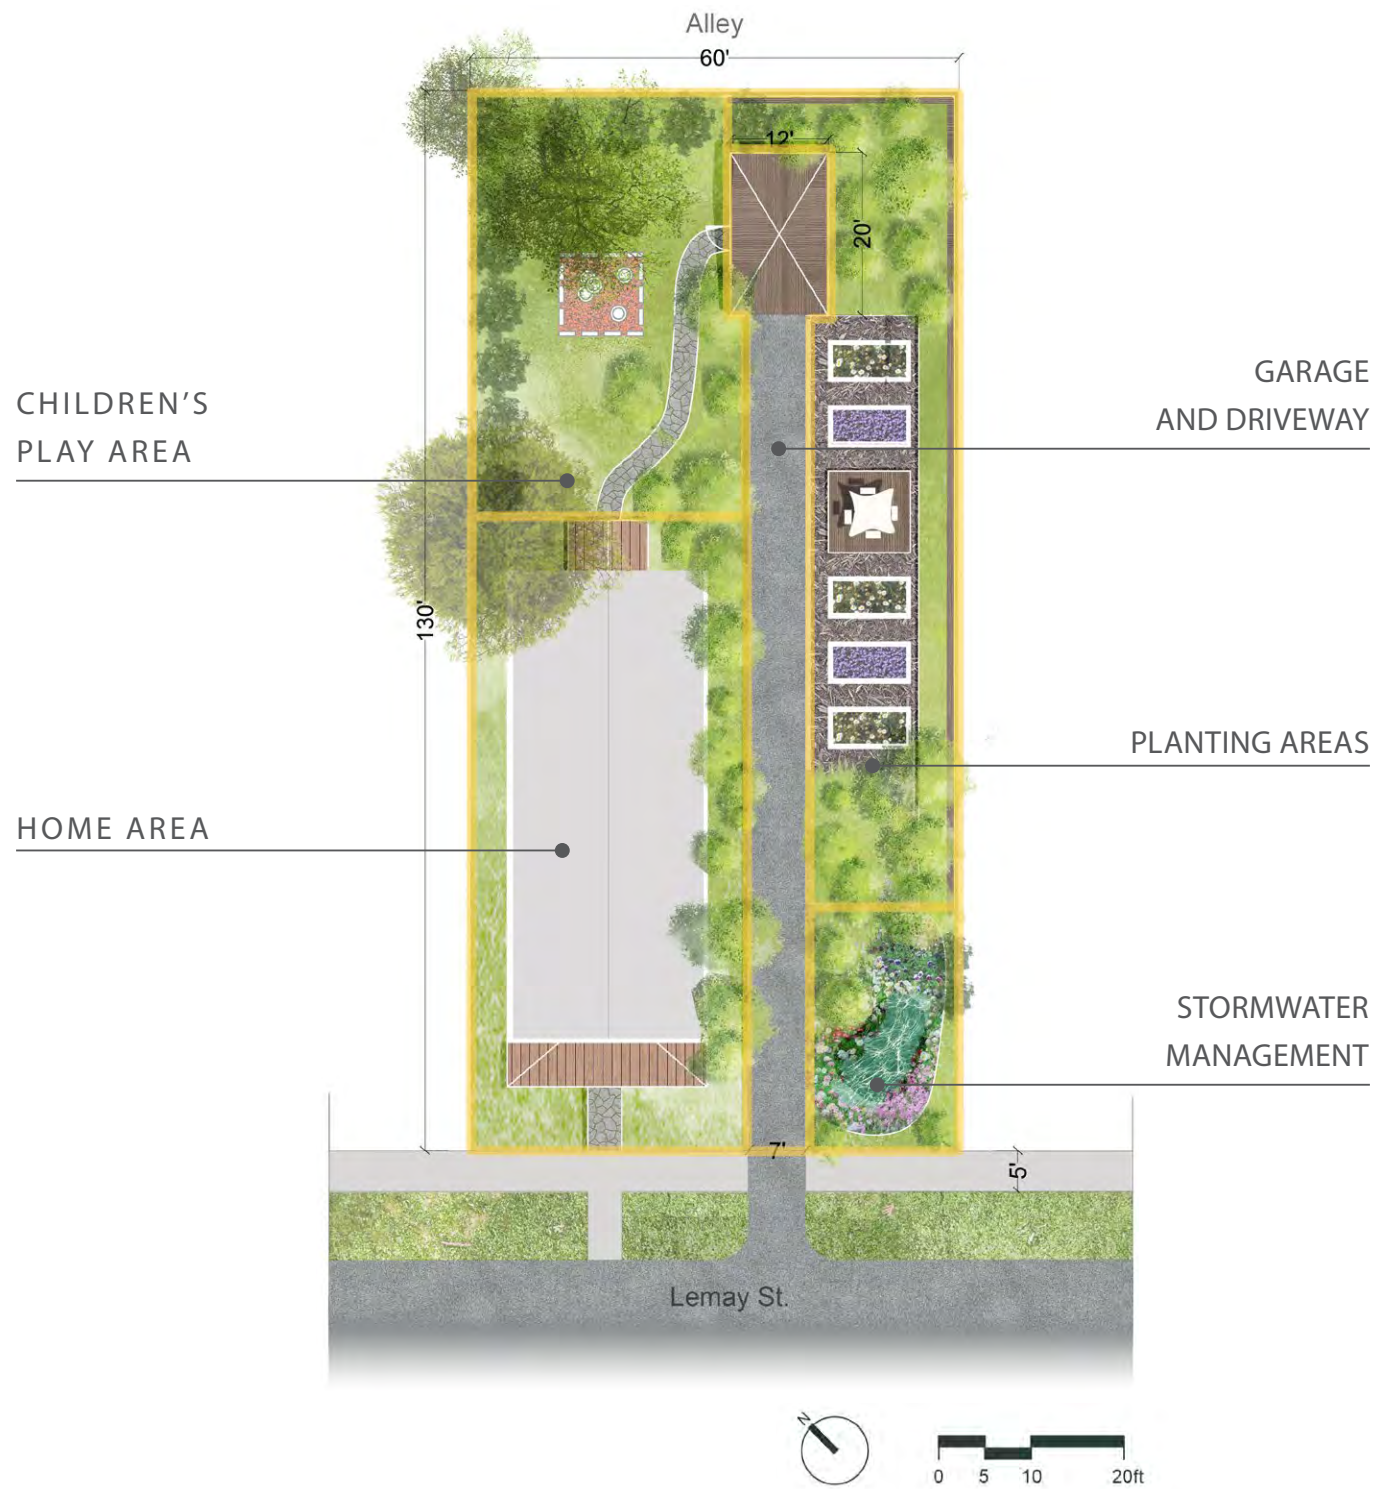 Alley
60'
12'
20'
CHILDREN'S
PLAY AREA
GARAGE
AND DRIVEWAY
130'
PLANTING AREAS
HOME AREA
STORMWATER
MANAGEMENT
7'
5'
Lemay St.
N
0 5 10 20ft